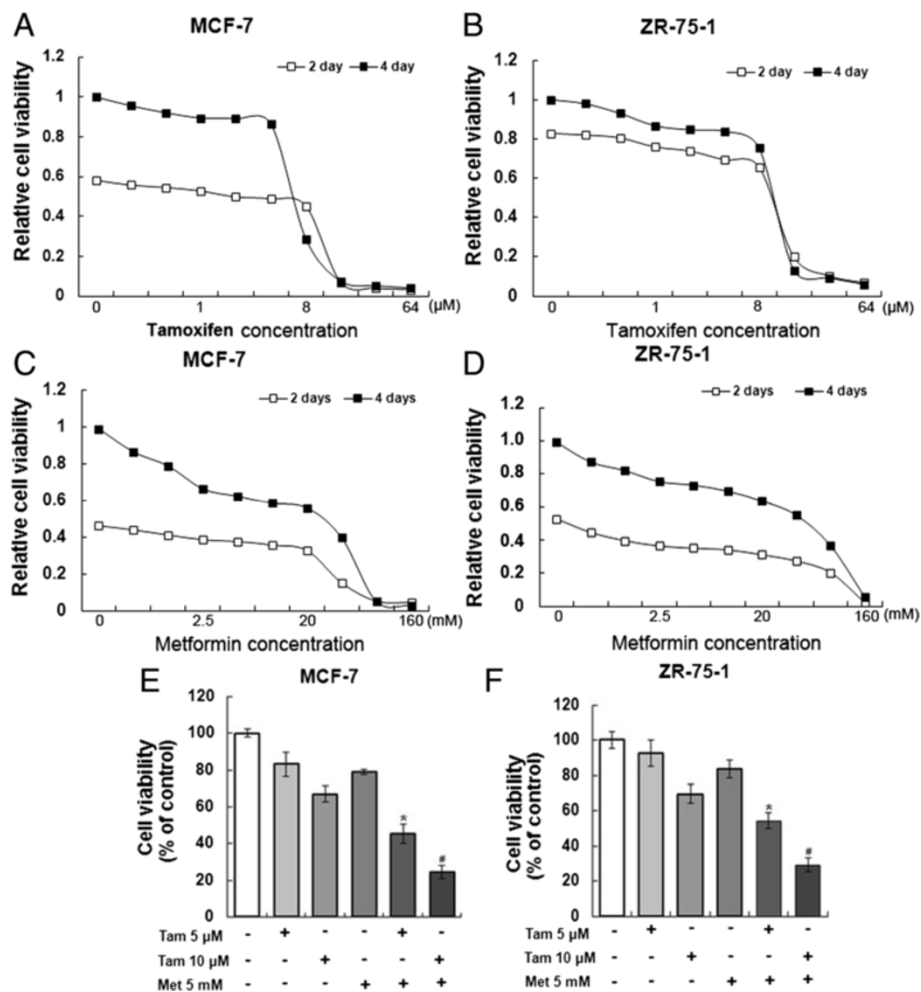 A
MCF-7
Relative cell viability
1.2
1
0.8
0.6
0.4
0.2
0
2 day
4 day
0
1
8
64
(µM)
Tamoxifen concentration
B
ZR-75-1
Relative cell viability
1.2
1
0.8
0.6
0.4
0.2
0
2 day
4 day
0
1
8
64
(µM)
Tamoxifen concentration
C
MCF-7
Relative cell viability
1.2
1.0
0.8
0.6
0.4
0.2
0
2 days
4 days
0
2.5
20
160 (mM)
Metformin concentration
D
ZR-75-1
Relative cell viability
1.2
1.0
0.8
0.6
0.4
0.2
0
2 days
4 days
0
2.5
20
160 (mM)
Metformin concentration
E
MCF-7
Cell viability
(% of control)
120
100
80
60
40
20
0
*
#
Tam 5 µM - + - - + -
Tam 10 µM - - + - - +
Met 5 mM - - - + + +
F
ZR-75-1
Cell viability
(% of control)
120
100
80
60
40
20
0
*
#
Tam 5 µM - + - - + -
Tam 10 µM - - + - - +
Met 5 mM - - - + + +